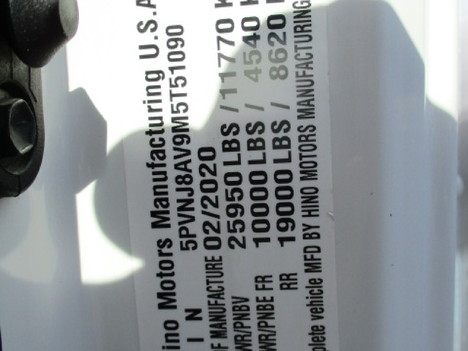 ino Motors Manufacturing U.S.A
I N 5PVNJ8AV9M5T51090
F MANUFACTURE 02/2020
WR/PNBV 25950 LBS / 11770 K
WR/PNBE FR 10000 LBS / 4540 K
RR 19000 LBS / 8620 K
plete vehicle MFD BY HINO MOTORS MANUFACTURING